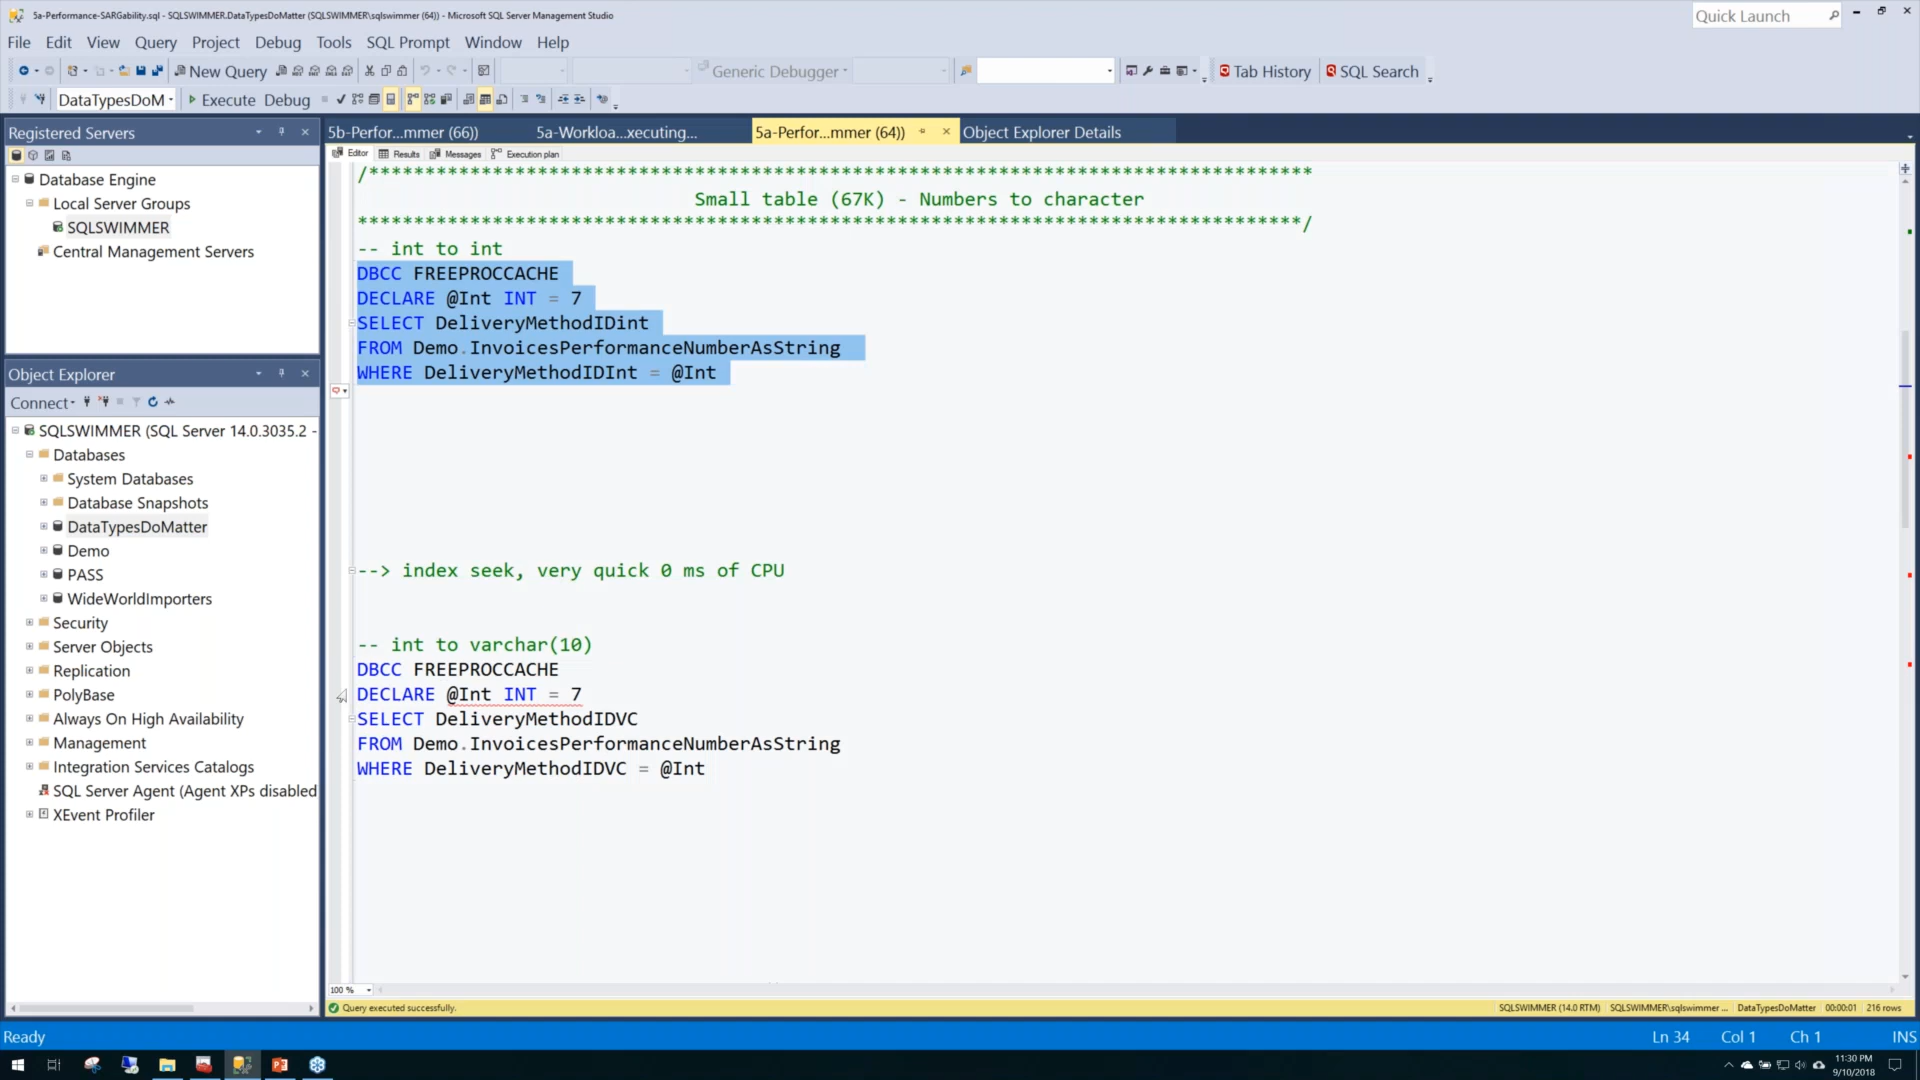 5a-Performance-SARGability.sql - SQLSWIMMER.DataTypesDoMatter (SQLSWIMMER\sqlswimmer (64)) - Microsoft SQL Server Management Studio
Quick Launch
File Edit View Query Project Debug Tools SQL Prompt Window Help
New Query Generic Debugger Tab History SQL Search
DataTypesDoM Execute Debug
Registered Servers
Database Engine
Local Server Groups
SQLSWIMMER
Central Management Servers
Object Explorer
Connect
SQLSWIMMER (SQL Server 14.0.3035.2 -
Databases
System Databases
Database Snapshots
DataTypesDoMatter
Demo
PASS
WideWorldImporters
Security
Server Objects
Replication
PolyBase
Always On High Availability
Management
Integration Services Catalogs
SQL Server Agent (Agent XPs disabled
XEvent Profiler
5b-Perfor...mmer (66)) 5a-Workloa...xecuting... 5a-Perfor...mmer (64)) Object Explorer Details
Editor Results Messages Execution plan
/************************************************************************************
Small table (67K) - Numbers to character
************************************************************************************/
-- int to int
DBCC FREEPROCCACHE
DECLARE @Int INT = 7
SELECT DeliveryMethodIDint
FROM Demo.InvoicesPerformanceNumberAsString
WHERE DeliveryMethodIDInt = @Int
--> index seek, very quick 0 ms of CPU
-- int to varchar(10)
DBCC FREEPROCCACHE
DECLARE @Int INT = 7
SELECT DeliveryMethodIDVC
FROM Demo.InvoicesPerformanceNumberAsString
WHERE DeliveryMethodIDVC = @Int
100 %
Query executed successfully. SQLSWIMMER (14.0 RTM) SQLSWIMMER\sqlswimmer ... DataTypesDoMatter 00:00:01 216 rows
Ready Ln 34 Col 1 Ch 1 INS
11:30 PM
9/10/2018